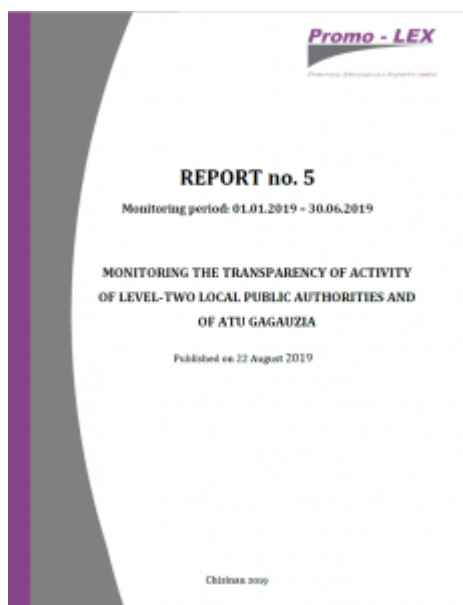 Promo - LEX
REPORT no. 5
Monitoring period: 01.01.2019 – 30.06.2019
MONITORING THE TRANSPARENCY OF ACTIVITY
OF LEVEL-TWO LOCAL PUBLIC AUTHORITIES AND
OF ATU GAGAUZIA
Published on 22 August 2019
Chisinau 2019